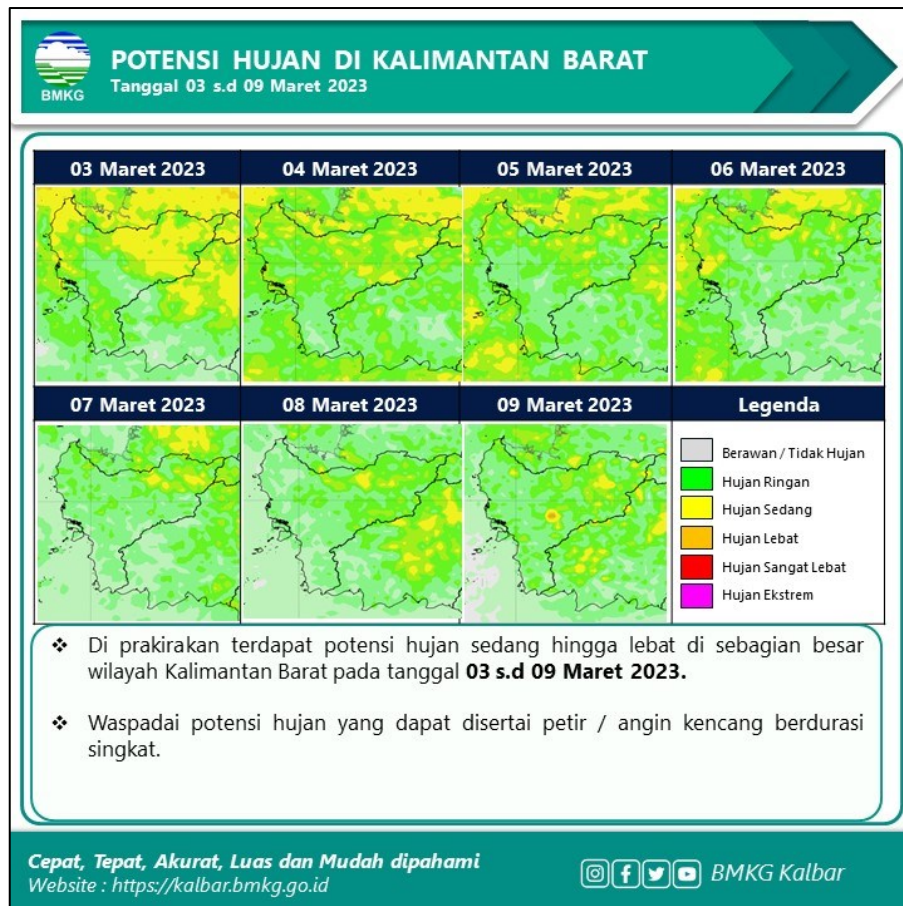 POTENSI HUJAN DI KALIMANTAN BARAT
Tanggal 03 s.d 09 Maret 2023
BMKG
03 Maret 2023
04 Maret 2023
05 Maret 2023
06 Maret 2023
07 Maret 2023
08 Maret 2023
09 Maret 2023
Legenda
Berawan / Tidak Hujan
Hujan Ringan
Hujan Sedang
Hujan Lebat
Hujan Sangat Lebat
Hujan Ekstrem
❖ Di prakirakan terdapat potensi hujan sedang hingga lebat di sebagian besar
wilayah Kalimantan Barat pada tanggal 03 s.d 09 Maret 2023.
❖ Waspadai potensi hujan yang dapat disertai petir / angin kencang berdurasi
singkat.
Cepat, Tepat, Akurat, Luas dan Mudah dipahami
Website : https://kalbar.bmkg.go.id
BMKG Kalbar